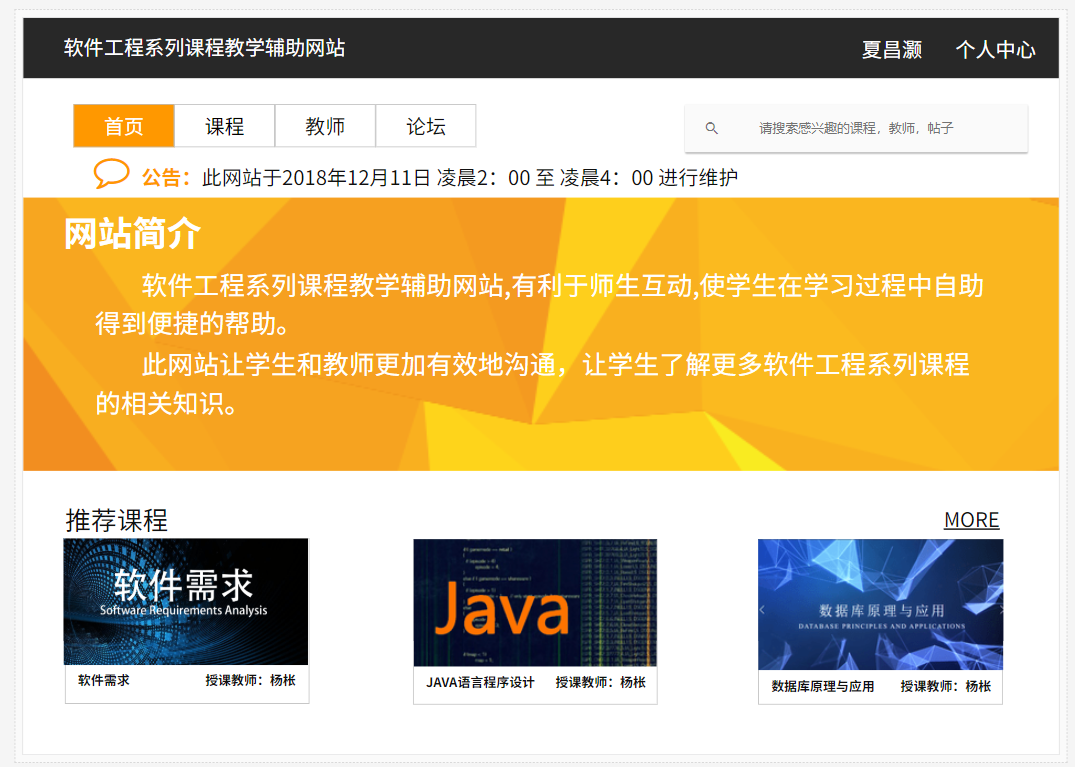 软件工程系列课程教学辅助网站
夏昌灏 个人中心
首页 课程 教师 论坛
请搜索感兴趣的课程，教师，帖子
公告：此网站于2018年12月11日 凌晨2：00 至 凌晨4：00 进行维护
网站简介
软件工程系列课程教学辅助网站,有利于师生互动,使学生在学习过程中自助
得到便捷的帮助。
此网站让学生和教师更加有效地沟通，让学生了解更多软件工程系列课程
的相关知识。
推荐课程
MORE
软件需求
Software Requirements Analysis
软件需求 授课教师：杨枨
Java
JAVA语言程序设计 授课教师：杨枨
数据库原理与应用
DATABASE PRINCIPLES AND APPLICATIONS
数据库原理与应用 授课教师：杨枨